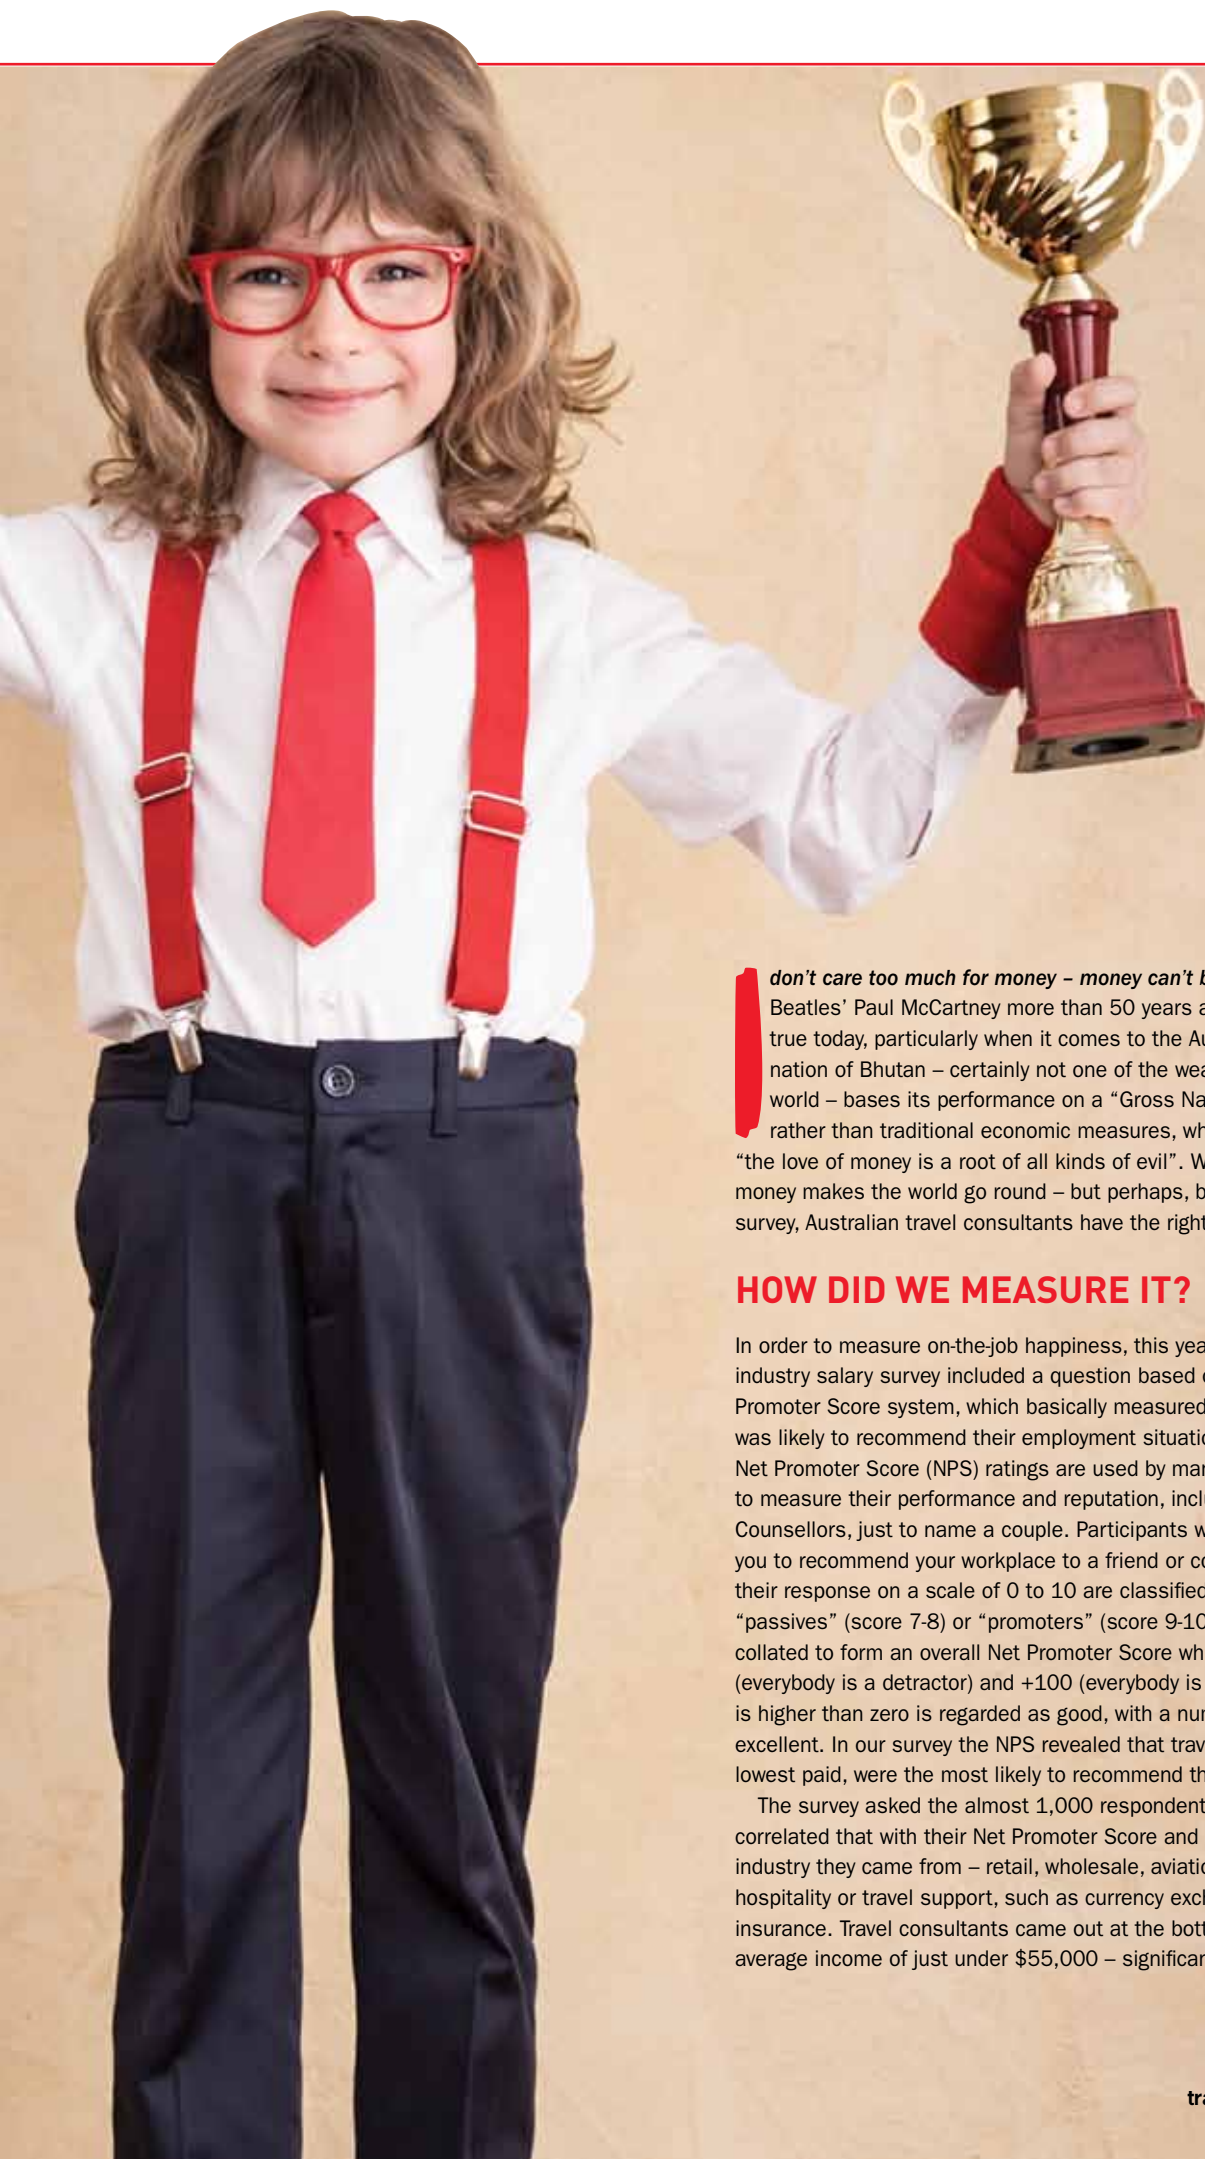 I don’t care too much for money – money can’t
Beatles’ Paul McCartney more than 50 years
true today, particularly when it comes to the
nation of Bhutan – certainly not one of the
world – bases its performance on a “Gross
rather than traditional economic measures,
“the love of money is a root of all kinds of evil”.
money makes the world go round – but perhaps,
survey, Australian travel consultants have the right
HOW DID WE MEASURE IT?
In order to measure on-the-job happiness, this
industry salary survey included a question based
Promoter Score system, which basically measured
was likely to recommend their employment
Net Promoter Score (NPS) ratings are used by
to measure their performance and reputation,
Counsellors, just to name a couple. Participants
you to recommend your workplace to a friend or
their response on a scale of 0 to 10 are classified
“passives” (score 7-8) or “promoters” (score 9-10
collated to form an overall Net Promoter Score
(everybody is a detractor) and +100 (everybody is
is higher than zero is regarded as good, with a
excellent. In our survey the NPS revealed that
lowest paid, were the most likely to recommend
The survey asked the almost 1,000
correlated that with their Net Promoter Score and
industry they came from – retail, wholesale,
hospitality or travel support, such as currency
insurance. Travel consultants came out at the
average income of just under $55,000 –